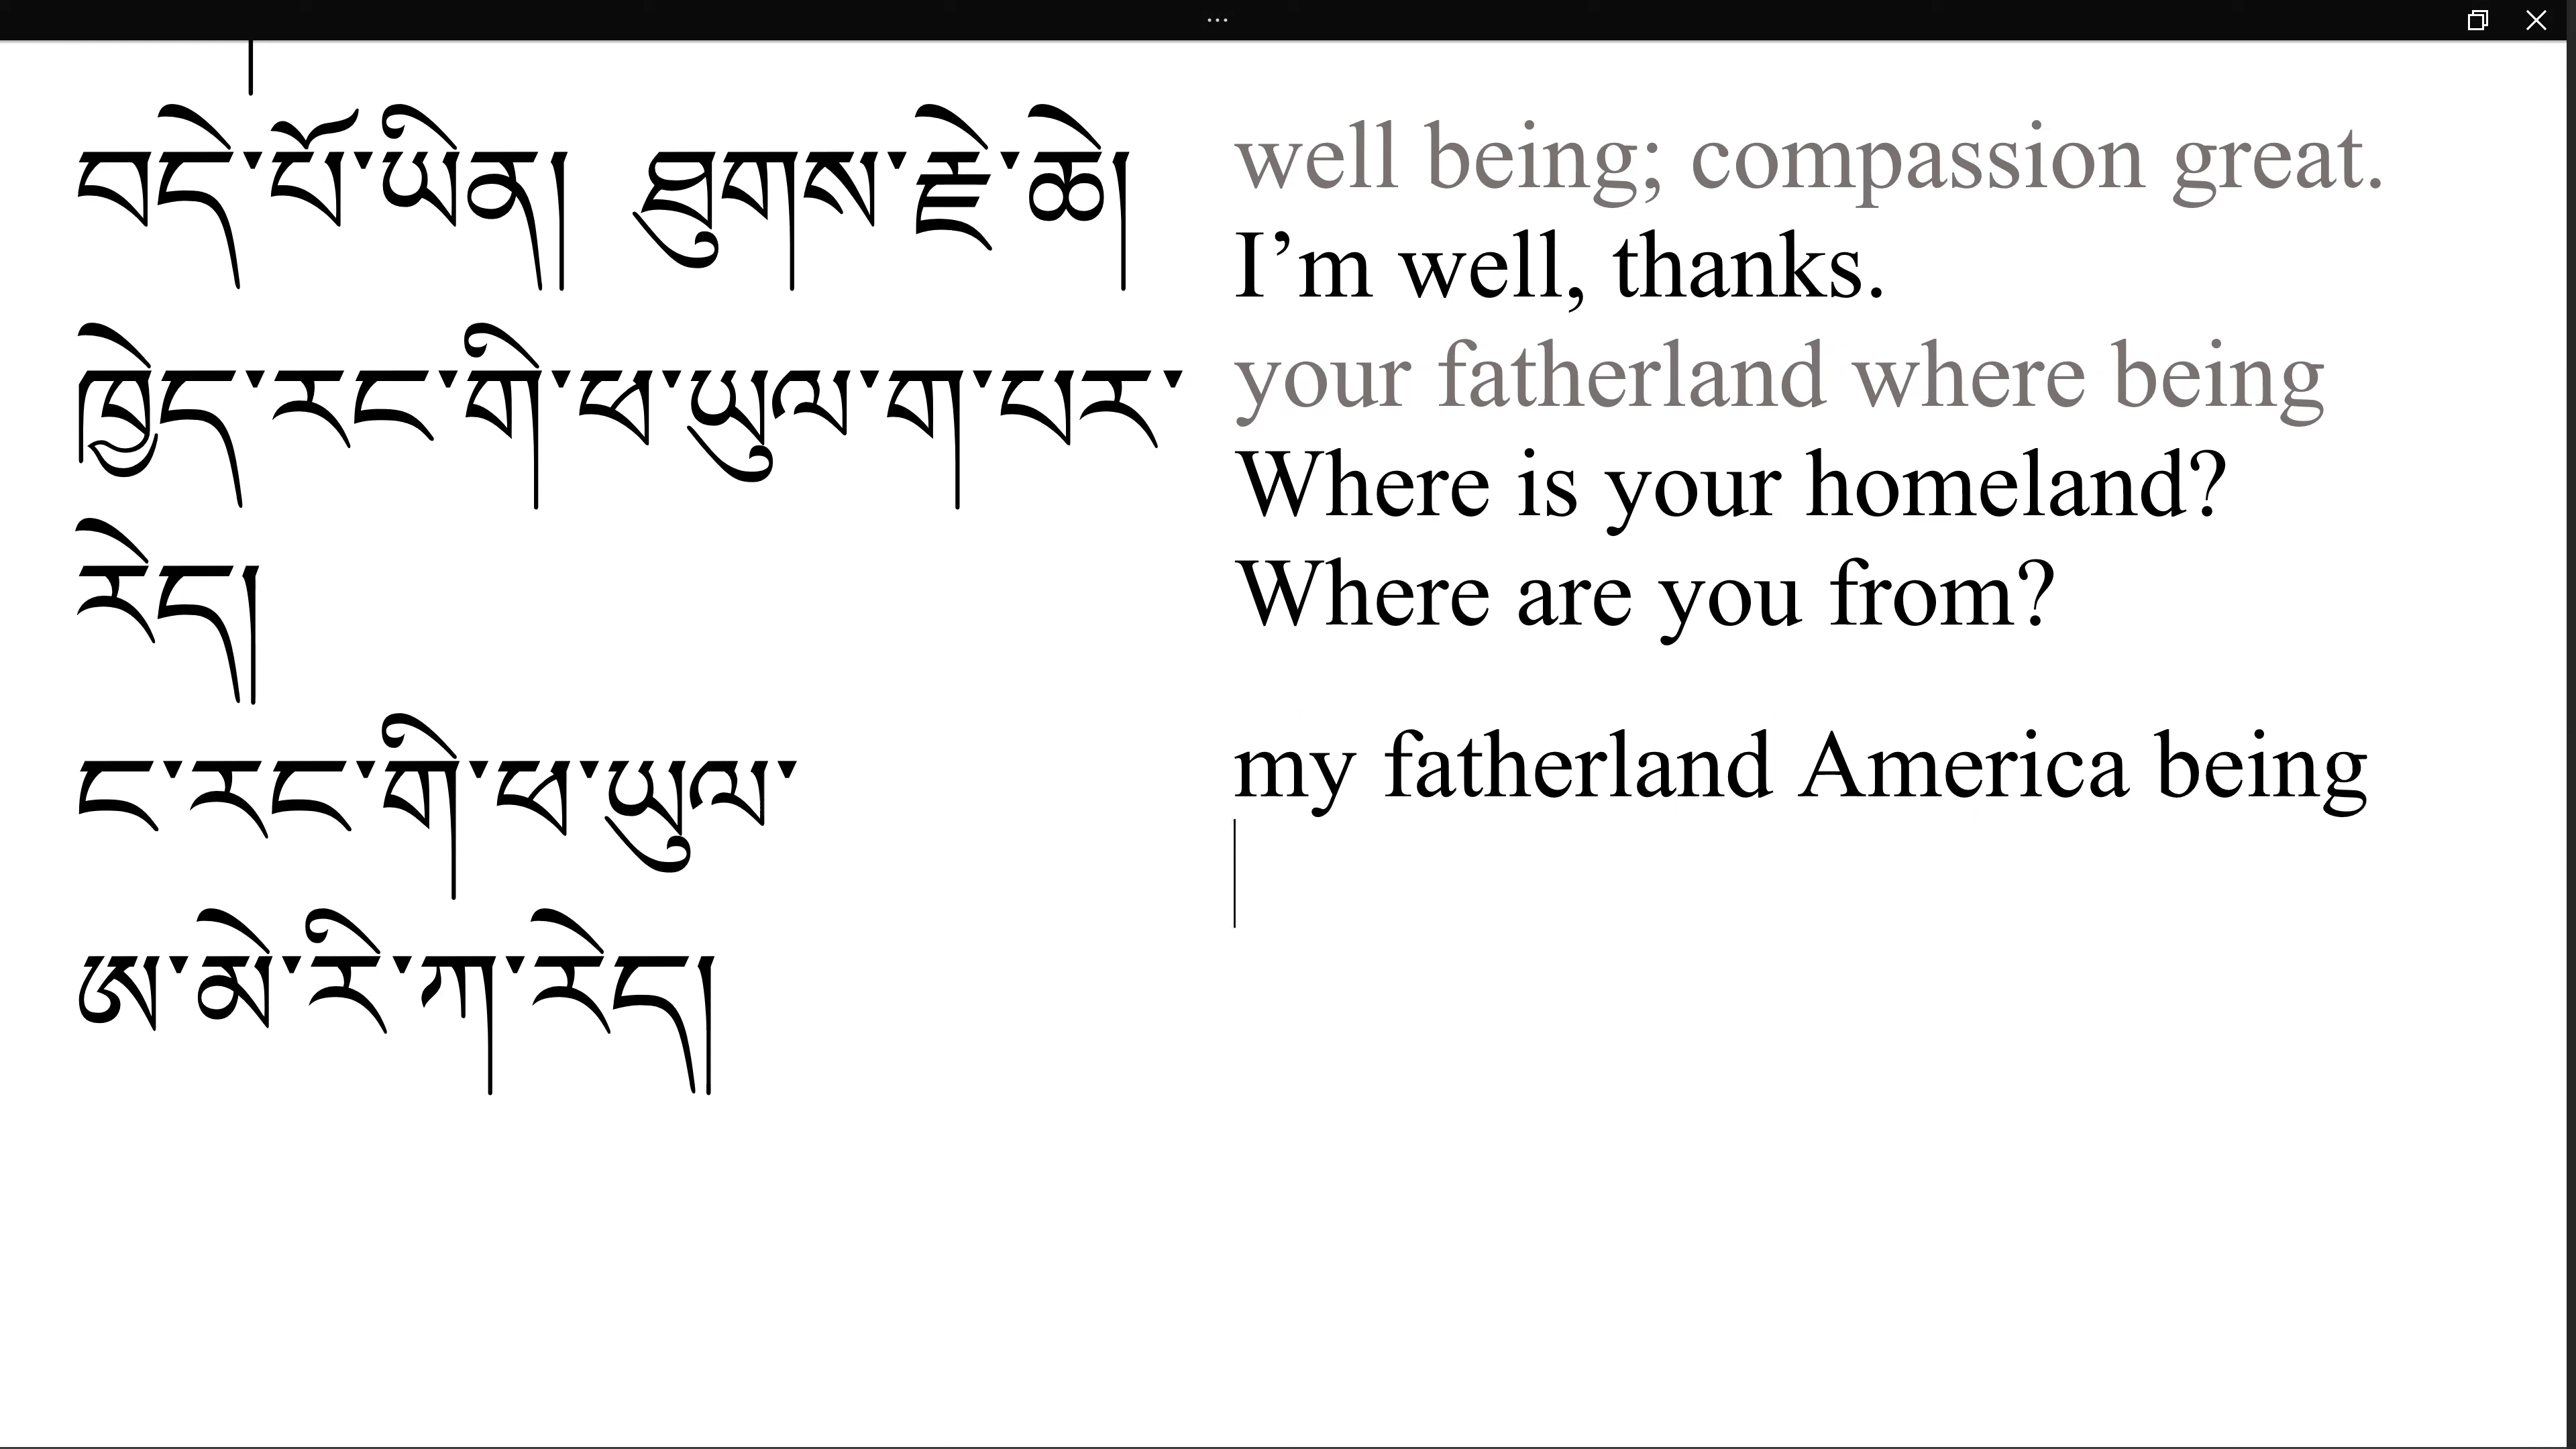 བདེ་པོ་ཡིན།  ཐུགས་རྗེ་ཆེ།
ཁྱེད་རང་གི་ཕ་ཡུལ་ག་པར་
རེད།
ང་རང་གི་ཕ་ཡུལ་
ཨ་མེ་རི་ཀ་རེད།
well being; compassion great.
I’m well, thanks.
your fatherland where being
Where is your homeland?
Where are you from?
my fatherland America being